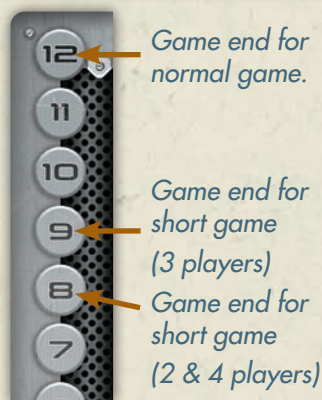 12
Game end for
normal game.
11
10
Game end for
9
short game
(3 players)
8
Game end for
short game
7
(2 & 4 players)